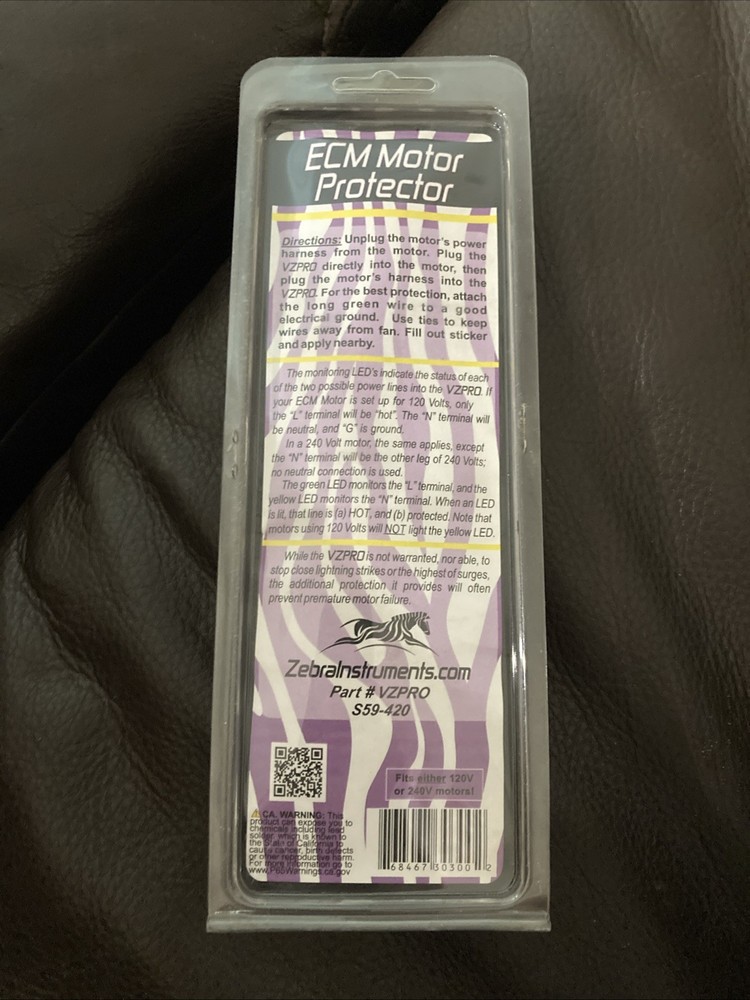 ECM Motor
Protector
Directions: Unplug the motor's power
harness from the motor. Plug the
VZPRO directly into the motor, then
plug the motor's harness into the
VZPRO. For the best protection, attach
the long green wire to a good
electrical ground. Use ties to keep
wires away from fan. Fill out sticker
and apply nearby.
The monitoring LED's indicate the status of each
of the two possible power lines into the VZPRO. If
your ECM Motor is set up for 120 Volts, only
the "L" terminal will be "hot". The "N" terminal will
be neutral, and "G" is ground.
In a 240 Volt motor, the same applies, except
the "N" terminal will be the other leg of 240 Volts;
no neutral connection is used.
The green LED monitors the "L" terminal, and the
yellow LED monitors the "N" terminal. When an LED
is lit, that line is (a) HOT, and (b) protected. Note that
motors using 120 Volts will NOT light the yellow LED.
While the VZPRO is not warranted, nor able, to
stop close lightning strikes or the highest of surges,
the additional protection it provides will often
prevent premature motor failure.
ZebraInstruments.com
Part # VZPRO
S59-420
Fits either 120V
or 240V motors!
CA. WARNING: This
product can expose you to
chemicals including lead
solder, which is known to
the State of California to
cause cancer, birth defects
or other reproductive harm.
For more information go to
www.P65Warnings.ca.gov
68467 30300 2